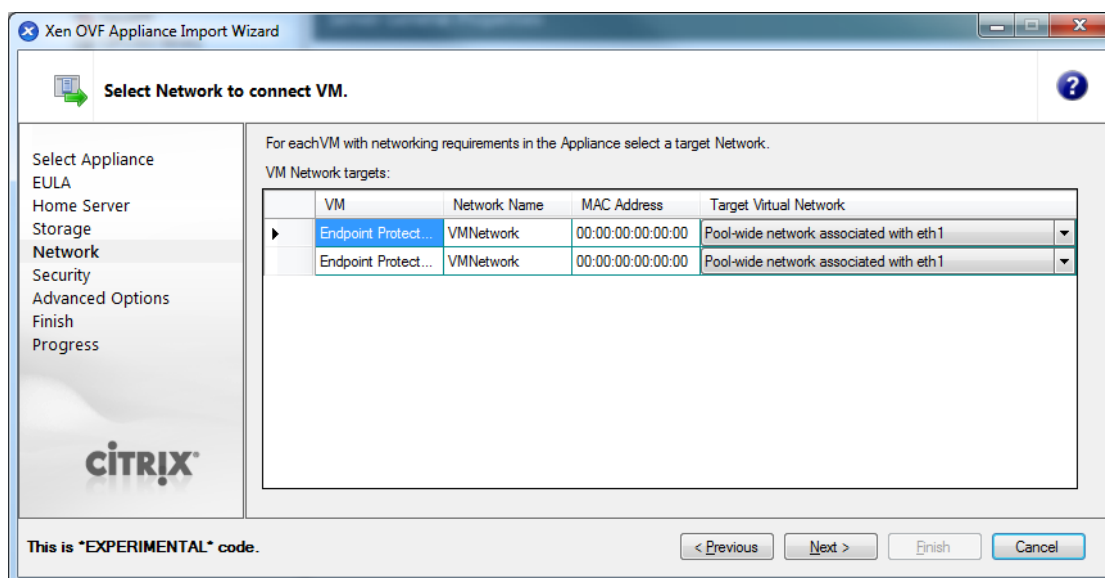 Xen OVF Appliance Import Wizard
Select Network to connect VM.
?
Select Appliance
EULA
Home Server
Storage
Network
Security
Advanced Options
Finish
Progress
CİTRIX
For eachVM with networking requirements in the Appliance select a target Network.
VM Network targets:
VM Network Name MAC Address Target Virtual Network
Endpoint Protect... VMNetwork 00:00:00:00:00:00 Pool-wide network associated with eth1
Endpoint Protect... VMNetwork 00:00:00:00:00:00 Pool-wide network associated with eth1
This is *EXPERIMENTAL* code.
< Previous Next > Finish Cancel